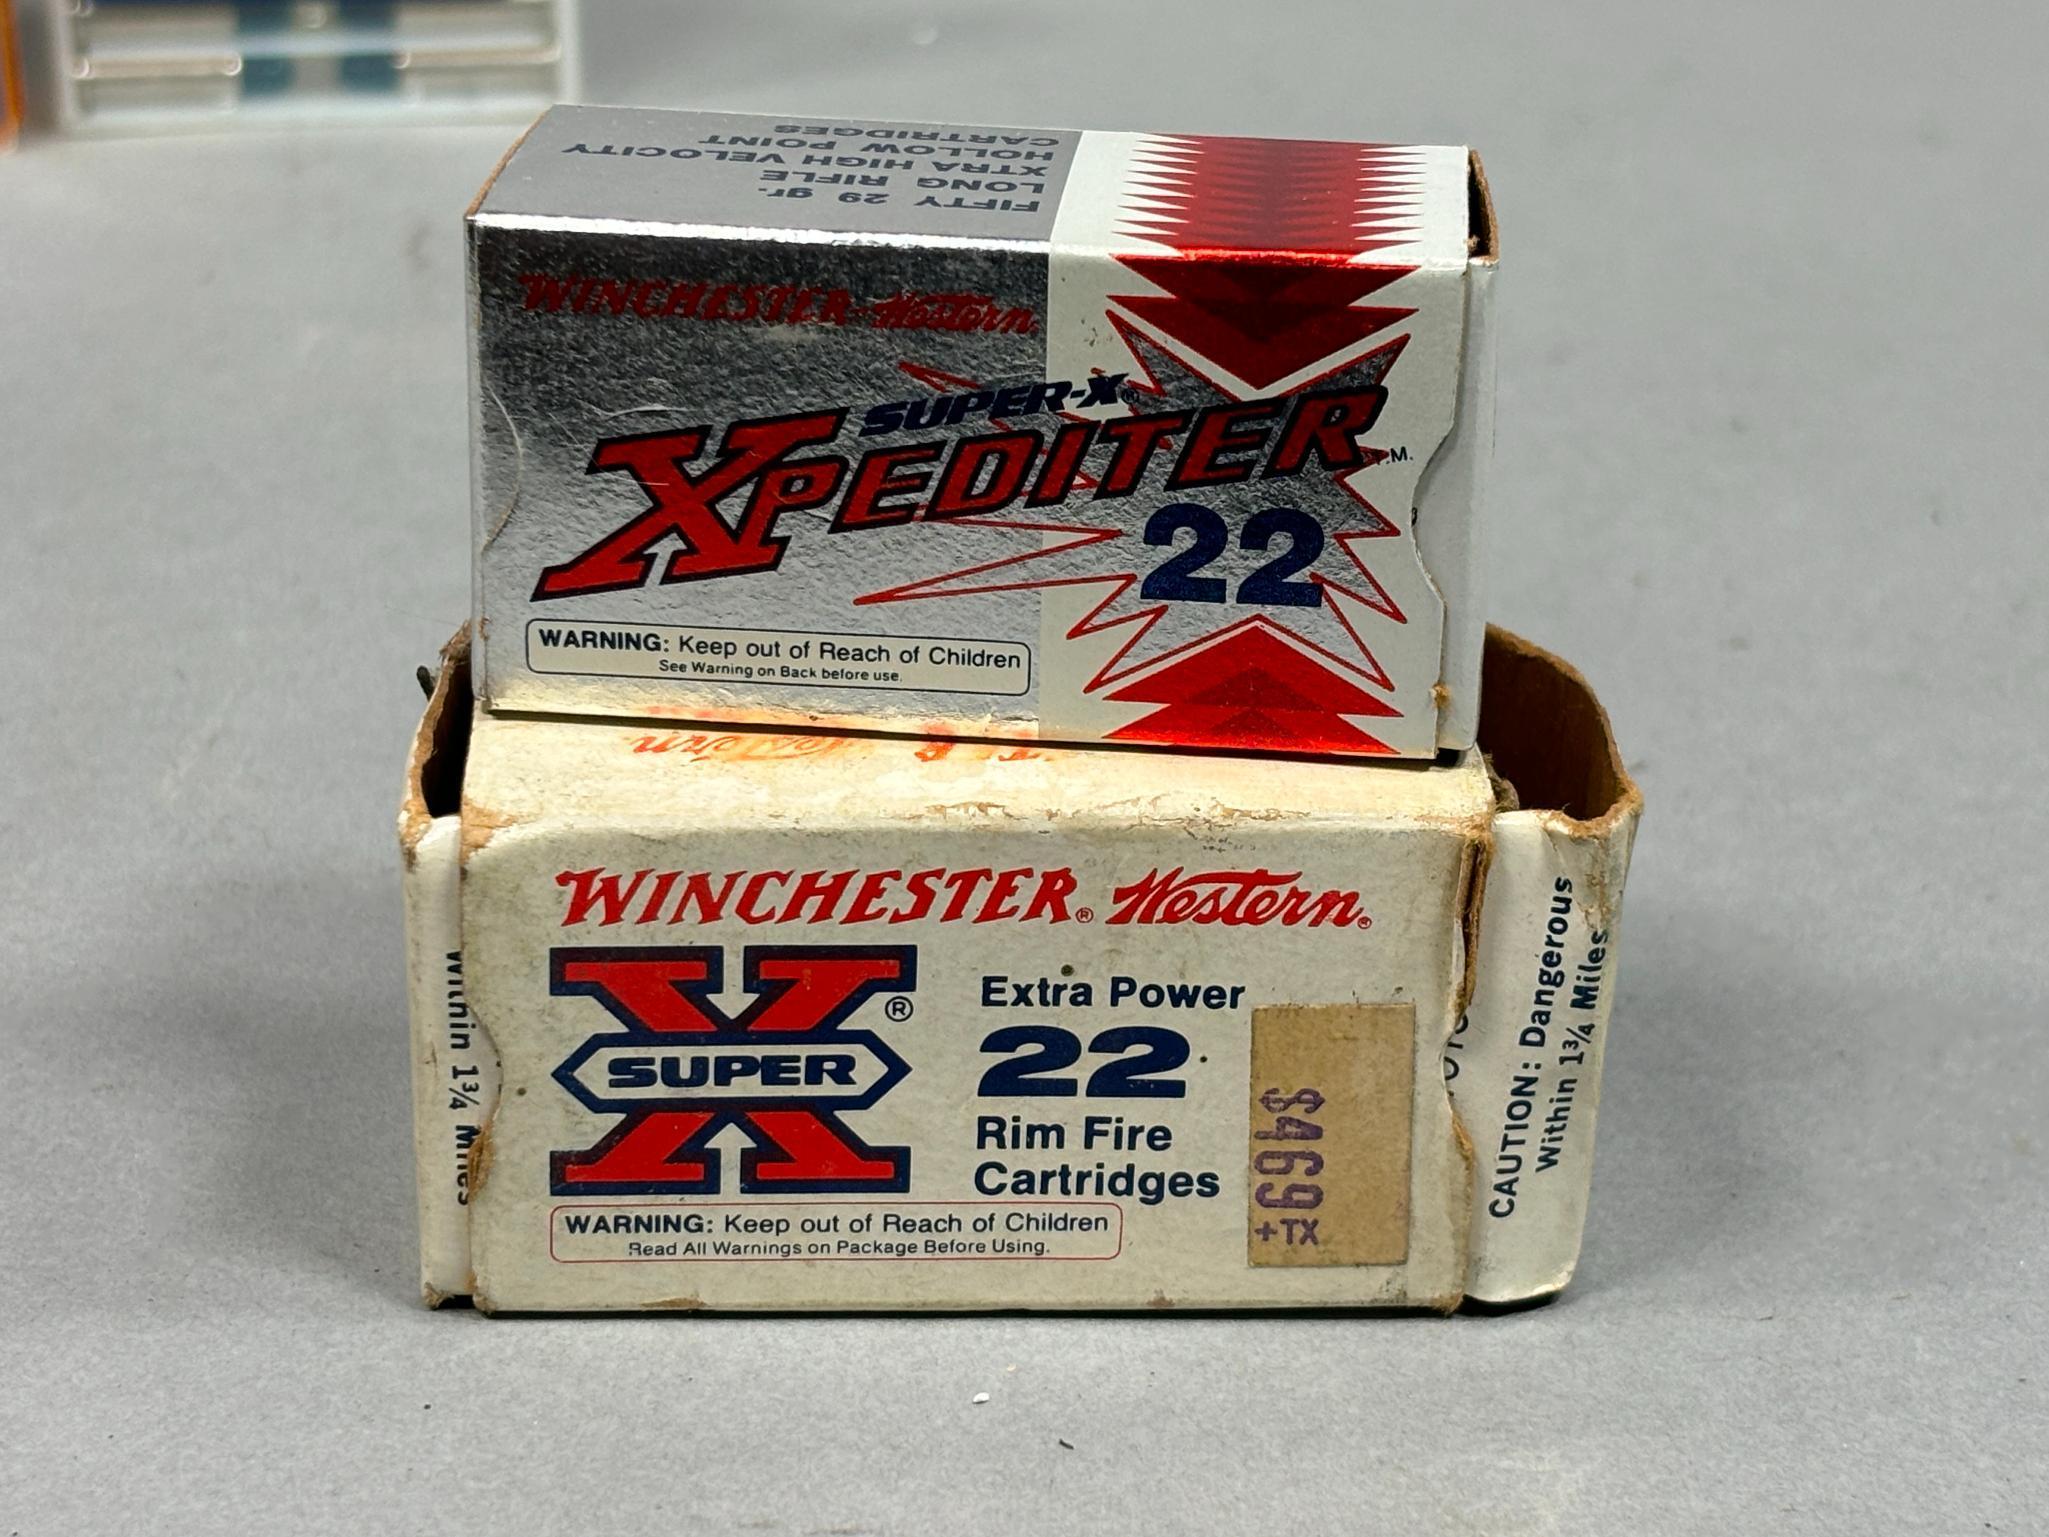 FIFTY 29 gr.
LONG RIFLE
XTRA HIGH VELOCITY
HOLLOW POINT
CARTRIDGES
WINCHESTER-Western
SUPER-X®
XPEDITER T.M.
22
WARNING: Keep out of Reach of Children
See Warning on Back before use.
Western
WINCHESTER® Western®
X SUPER ®
Extra Power
22
Rim Fire
Cartridges
$469
+TX
WARNING: Keep out of Reach of Children
Read All Warnings on Package Before Using.
Within 1¾ Miles
CAUTION: Dangerous
Within 1¾ Miles